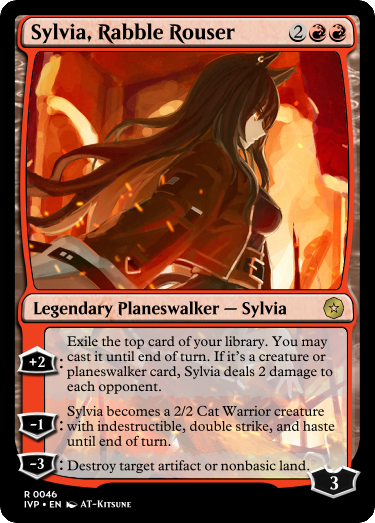 Sylvia, Rabble Rouser 2
Legendary Planeswalker — Sylvia
+2: Exile the top card of your library. You may
cast it until end of turn. If it's a creature or
planeswalker card, Sylvia deals 2 damage to
each opponent.
-1: Sylvia becomes a 2/2 Cat Warrior creature
with indestructible, double strike, and haste
until end of turn.
-3: Destroy target artifact or nonbasic land.
3
R 0046
IVP • EN AT-Kitsune